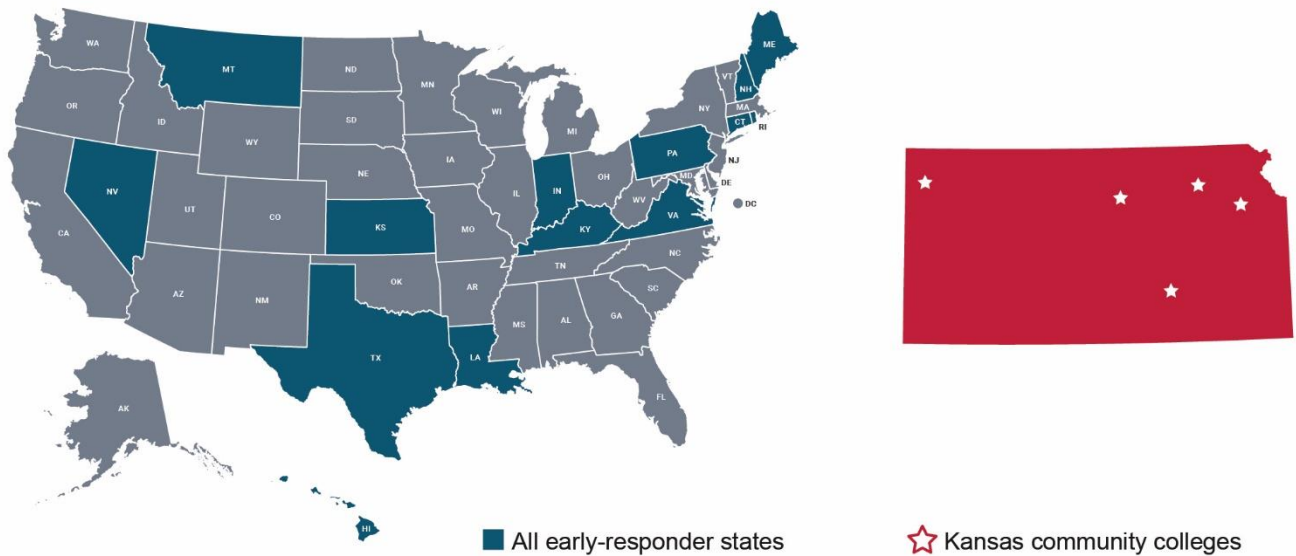 WA
MT
ND
MN
ME
VT
NH
OR
ID
SD
WI
NY
MA
MI
CT
RI
WY
IA
PA
NJ
NE
OH
MD
DE
NV
IL
IN
WV
DC
UT
CO
VA
CA
KS
MO
KY
NC
TN
OK
AR
SC
AZ
NM
MS
AL
GA
TX
LA
FL
AK
HI
All early-responder states
Kansas community colleges